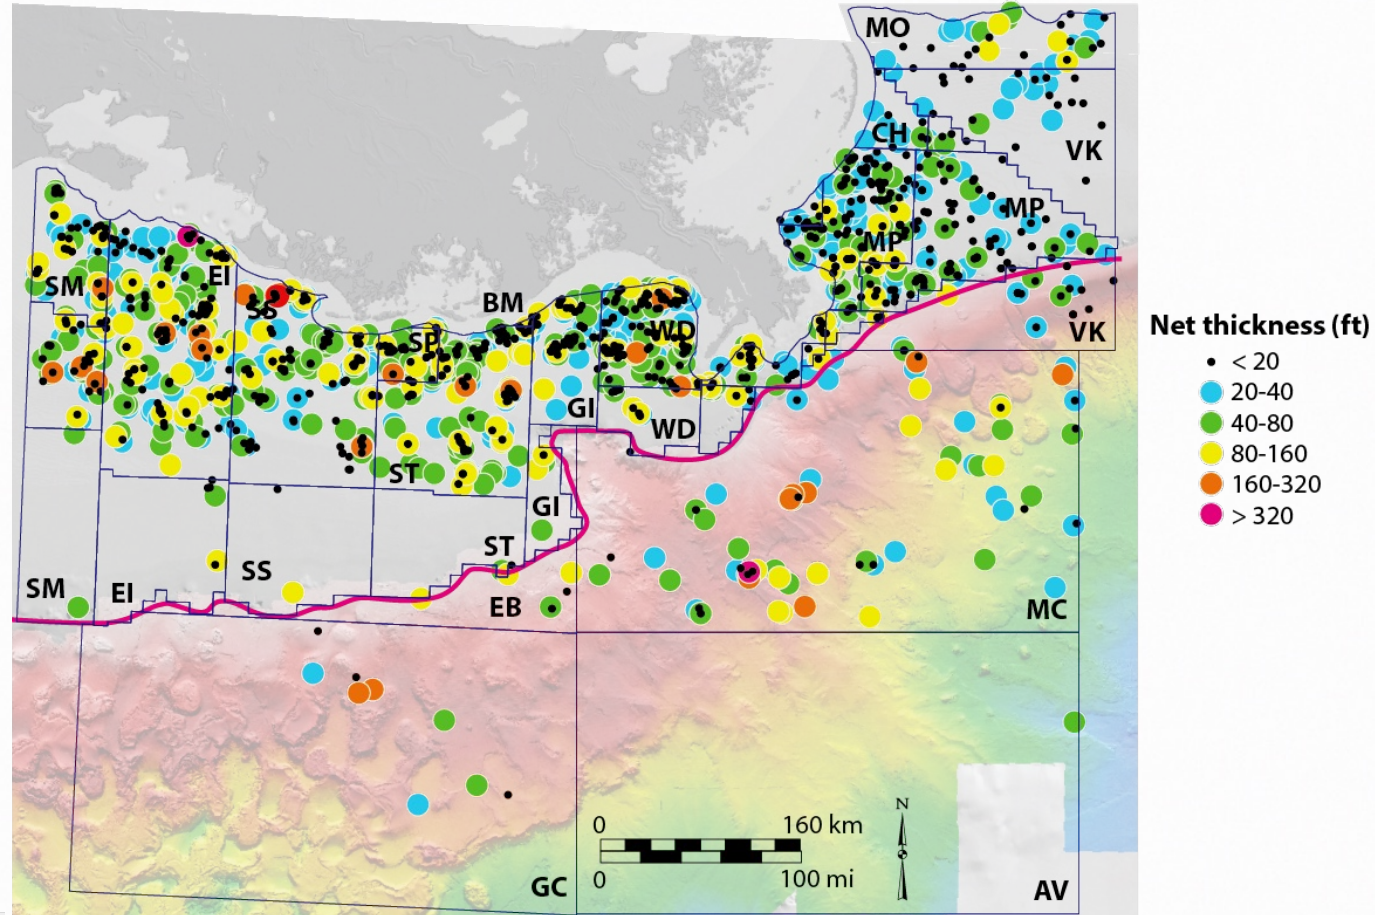 MO
CH
VK
MP
MP
EI
SM
SS
BM
SP
WD
VK
Net thickness (ft)
< 20
20-40
40-80
80-160
160-320
> 320
GI
WD
ST
GI
ST
SS
SM
EI
EB
MC
N
0 160 km
0 100 mi
GC
AV